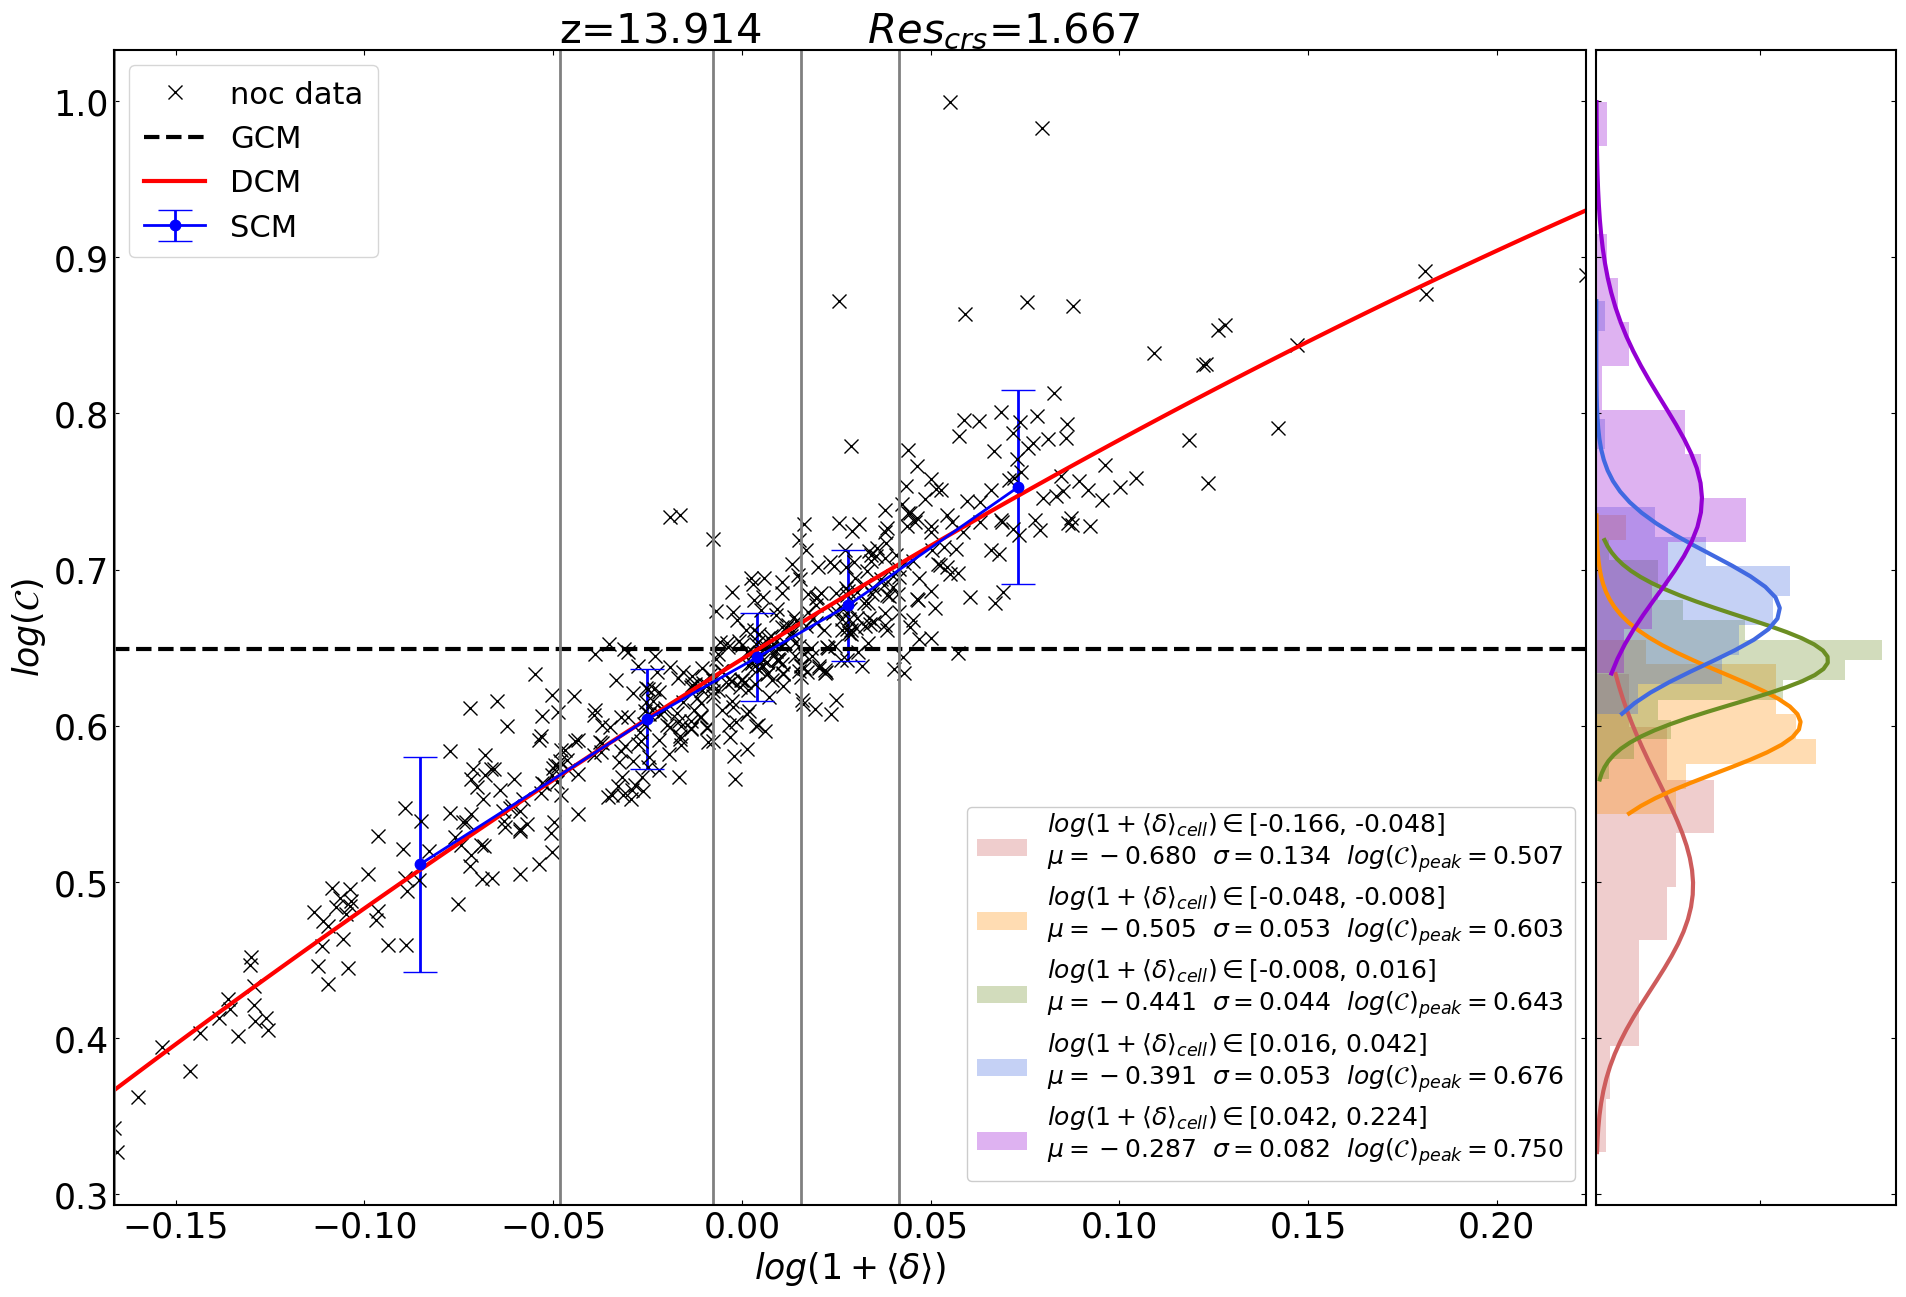 z=13.914 Res_crs=1.667
noc data
GCM
DCM
SCM
1.0
0.9
0.8
0.7
0.6
0.5
0.4
0.3
log(𝒞)
log(1 + ⟨δ⟩_cell) ∈ [-0.166, -0.048]
μ = −0.680 σ = 0.134 log(𝒞)_peak = 0.507
log(1 + ⟨δ⟩_cell) ∈ [-0.048, -0.008]
μ = −0.505 σ = 0.053 log(𝒞)_peak = 0.603
log(1 + ⟨δ⟩_cell) ∈ [-0.008, 0.016]
μ = −0.441 σ = 0.044 log(𝒞)_peak = 0.643
log(1 + ⟨δ⟩_cell) ∈ [0.016, 0.042]
μ = −0.391 σ = 0.053 log(𝒞)_peak = 0.676
log(1 + ⟨δ⟩_cell) ∈ [0.042, 0.224]
μ = −0.287 σ = 0.082 log(𝒞)_peak = 0.750
−0.15 −0.10 −0.05 0.00 0.05 0.10 0.15 0.20
log(1 + ⟨δ⟩)